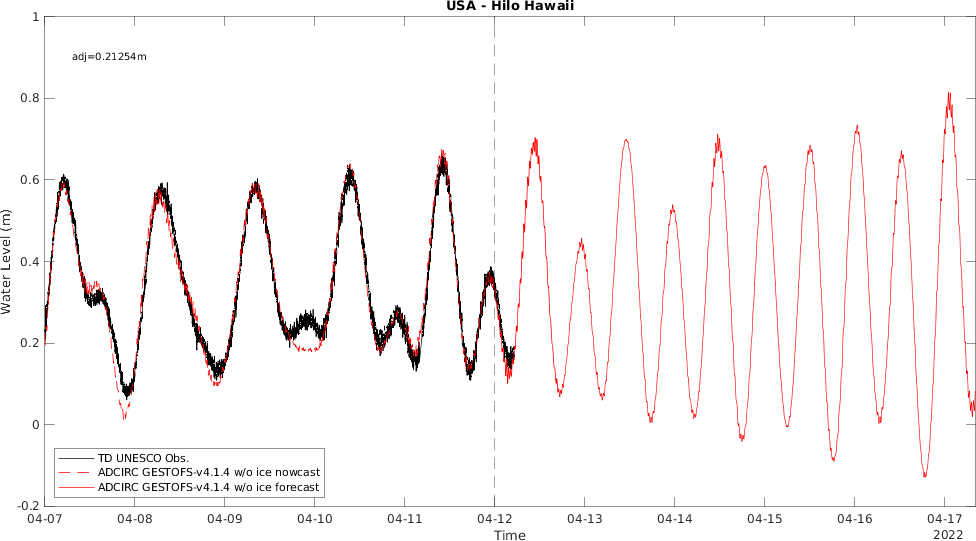 USA - Hilo Hawaii
adj=0.21254m
Water Level (m)
1
0.8
0.6
0.4
0.2
0
-0.2
TD UNESCO Obs.
ADCIRC GESTOFS-v4.1.4 w/o ice nowcast
ADCIRC GESTOFS-v4.1.4 w/o ice forecast
04-07 04-08 04-09 04-10 04-11 04-12 04-13 04-14 04-15 04-16 04-17
Time 2022